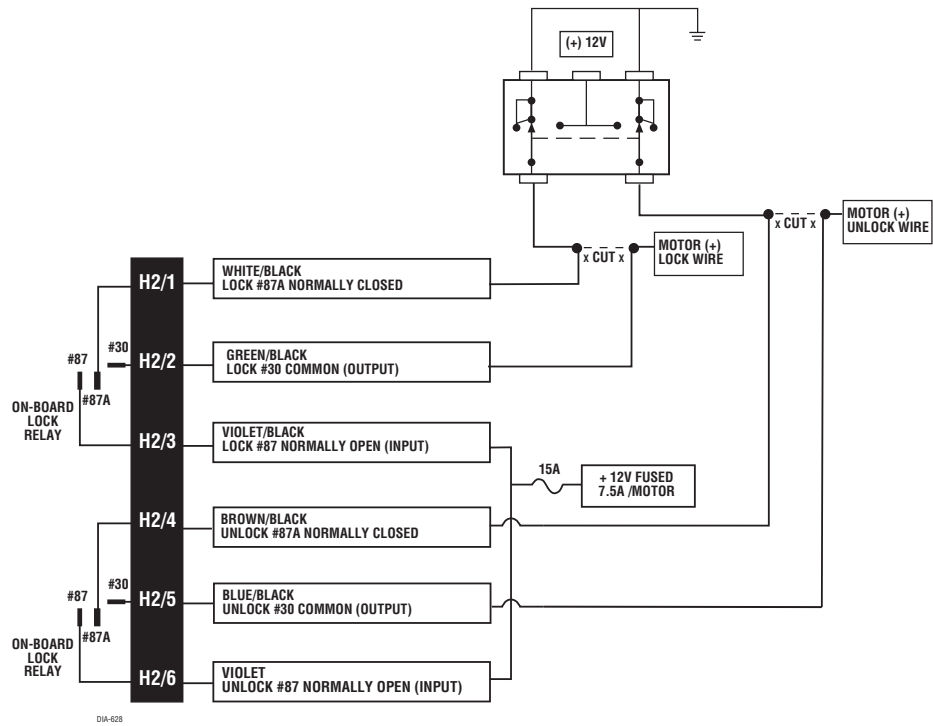 (+) 12V
MOTOR (+)
UNLOCK WIRE
x CUT x
MOTOR (+)
LOCK WIRE
x CUT x
H2/1
WHITE/BLACK
LOCK #87A NORMALLY CLOSED
#30
#87
#87A
ON-BOARD
LOCK
RELAY
H2/2
GREEN/BLACK
LOCK #30 COMMON (OUTPUT)
H2/3
VIOLET/BLACK
LOCK #87 NORMALLY OPEN (INPUT)
15A
+ 12V FUSED
7.5A /MOTOR
H2/4
BROWN/BLACK
UNLOCK #87A NORMALLY CLOSED
#30
#87
#87A
ON-BOARD
LOCK
RELAY
H2/5
BLUE/BLACK
UNLOCK #30 COMMON (OUTPUT)
H2/6
VIOLET
UNLOCK #87 NORMALLY OPEN (INPUT)
DIA-628